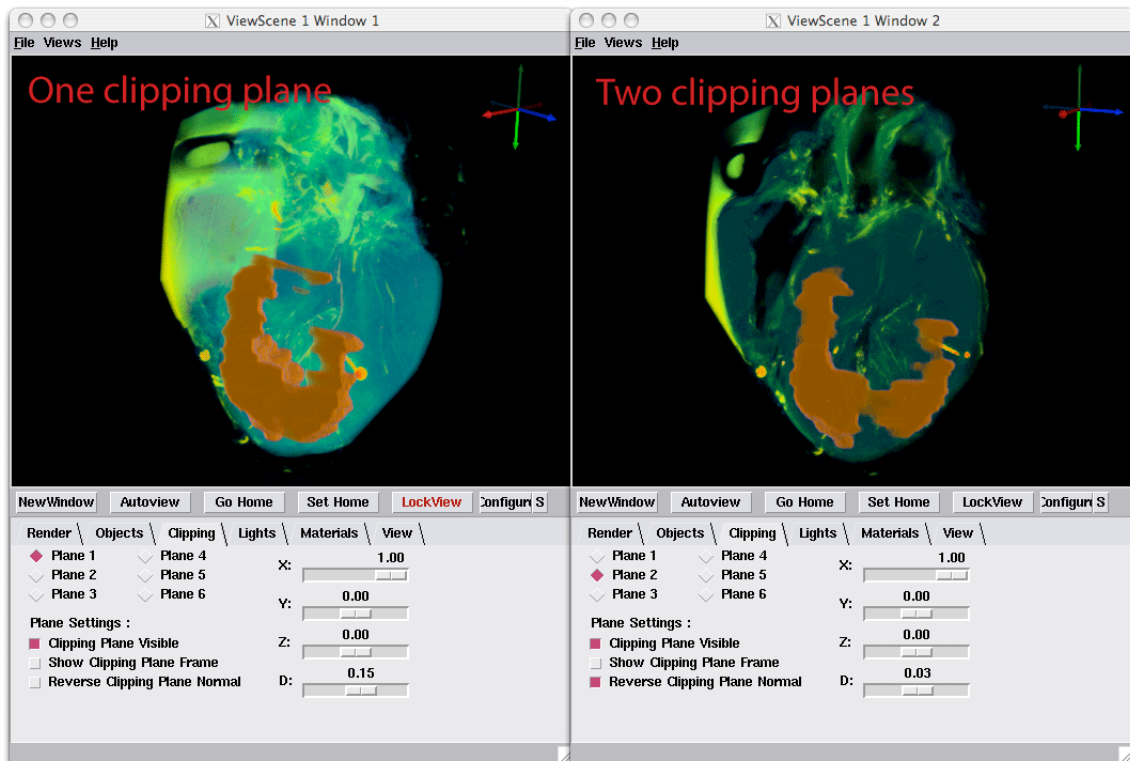 ViewScene 1 Window 1
File Views Help
One clipping plane
NewWindow Autoview Go Home Set Home LockView Configure S
Render Objects Clipping Lights Materials View
Plane 1 Plane 4
Plane 2 Plane 5
Plane 3 Plane 6
Plane Settings :
Clipping Plane Visible
Show Clipping Plane Frame
Reverse Clipping Plane Normal
X: 1.00
Y: 0.00
Z: 0.00
D: 0.15
ViewScene 1 Window 2
File Views Help
Two clipping planes
NewWindow Autoview Go Home Set Home LockView Configure S
Render Objects Clipping Lights Materials View
Plane 1 Plane 4
Plane 2 Plane 5
Plane 3 Plane 6
Plane Settings :
Clipping Plane Visible
Show Clipping Plane Frame
Reverse Clipping Plane Normal
X: 1.00
Y: 0.00
Z: 0.00
D: 0.03